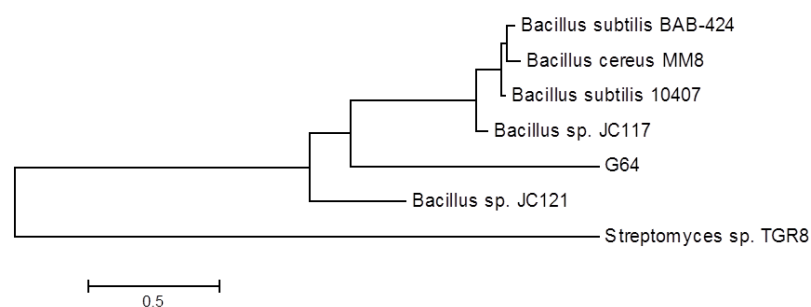 Bacillus subtilis BAB-424
Bacillus cereus MM8
Bacillus subtilis 10407
Bacillus sp. JC117
G64
Bacillus sp. JC121
Streptomyces sp. TGR8
0.5